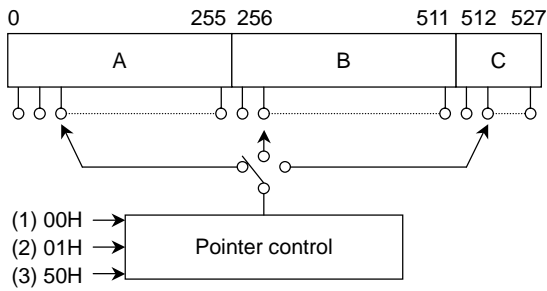 0 255 256 511 512 527
A B C
(1) 00H
(2) 01H
(3) 50H
Pointer control